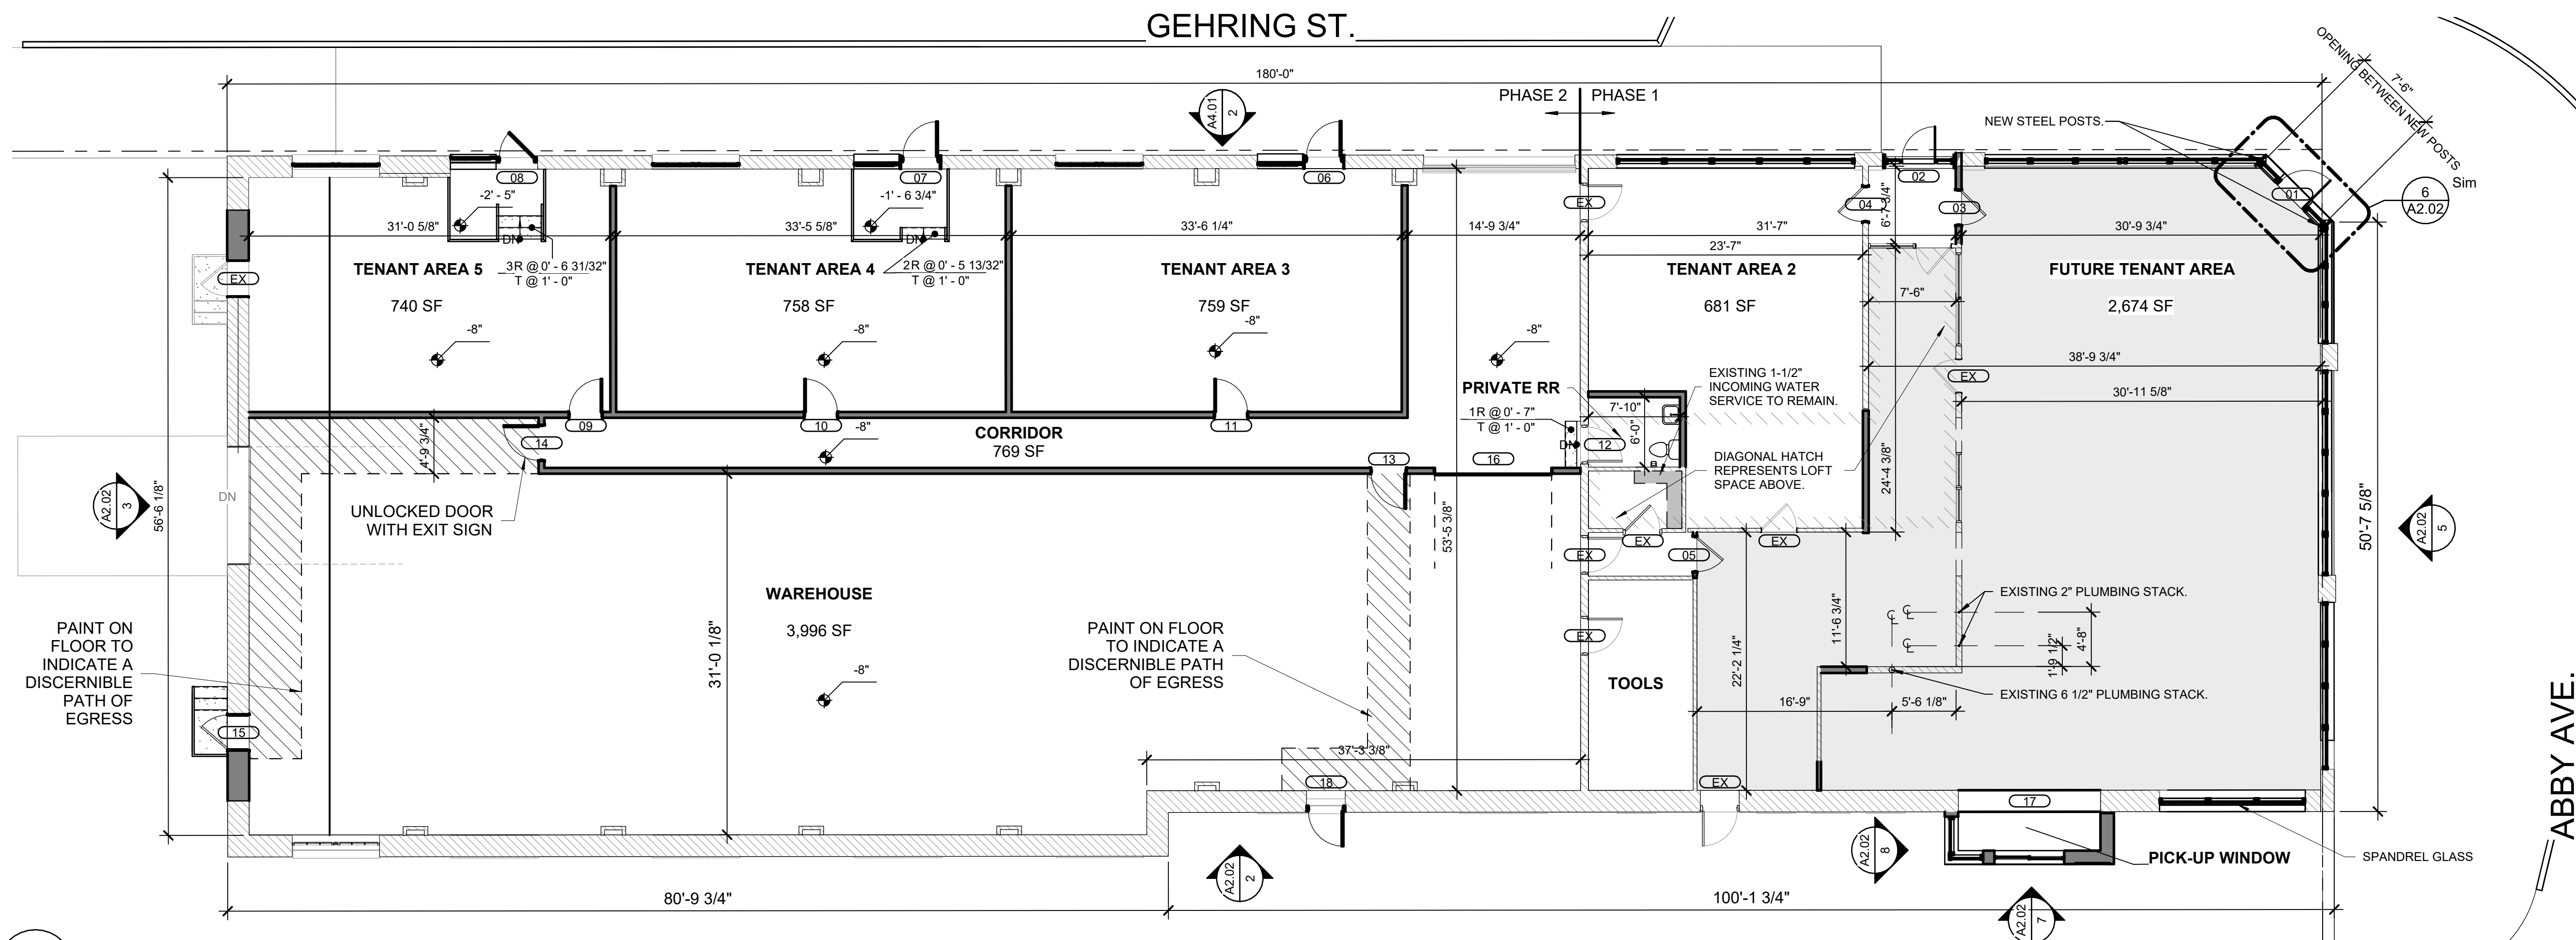 GEHRING ST.
180'-0"
PHASE 2
PHASE 1
OPENING BETWEEN NEW POSTS
7'-6"
NEW STEEL POSTS.
A4.01
2
6
A2.02
Sim
08
07
06
02
01
-2' - 5"
-1' - 6 3/4"
EX
04
03
6'-7 3/4"
31'-0 5/8"
33'-5 5/8"
33'-6 1/4"
14'-9 3/4"
31'-7"
30'-9 3/4"
DN
DN
23'-7"
3R @ 0' - 6 31/32"
T @ 1' - 0"
2R @ 0' - 5 13/32"
T @ 1' - 0"
TENANT AREA 5
740 SF
TENANT AREA 4
758 SF
TENANT AREA 3
759 SF
TENANT AREA 2
681 SF
FUTURE TENANT AREA
2,674 SF
EX
7'-6"
-8"
-8"
-8"
-8"
38'-9 3/4"
EX
30'-11 5/8"
PRIVATE RR
EXISTING 1-1/2"
INCOMING WATER
SERVICE TO REMAIN.
7'-10"
6'-0"
1R @ 0' - 7"
T @ 1' - 0"
DN
12
09
10
11
14
-8"
CORRIDOR
769 SF
13
16
4'-9 3/4"
DIAGONAL HATCH
REPRESENTS LOFT
SPACE ABOVE.
24'-4 3/8"
A2.02
3
56'-6 1/8"
DN
UNLOCKED DOOR
WITH EXIT SIGN
53'-5 3/8"
EX
EX
EX
05
A2.02
5
50'-7 5/8"
WAREHOUSE
3,996 SF
-8"
31'-0 1/8"
PAINT ON
FLOOR TO
INDICATE A
DISCERNIBLE
PATH OF
EGRESS
PAINT ON FLOOR
TO INDICATE A
DISCERNIBLE PATH
OF EGRESS
EX
TOOLS
22'-2 1/4"
11'-6 3/4"
EXISTING 2" PLUMBING STACK.
1'-9 1/2"
4'-8"
EXISTING 6 1/2" PLUMBING STACK.
16'-9"
5'-6 1/8"
15
37'-3 3/8"
18
EX
17
A2.02
8
PICK-UP WINDOW
SPANDREL GLASS
A2.02
2
A2.02
7
80'-9 3/4"
100'-1 3/4"
ABBY AVE.